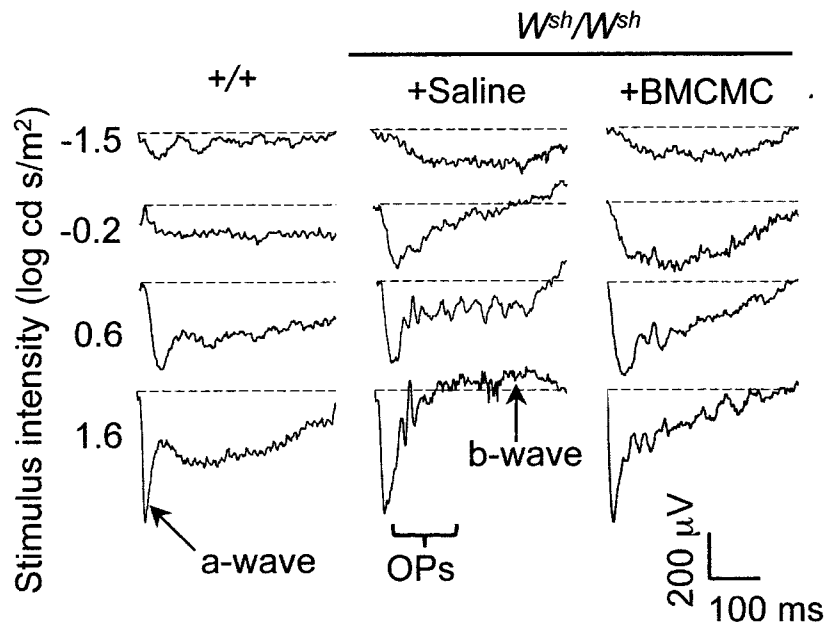 W^sh/W^sh
+/+
+Saline
+BMCMC
Stimulus intensity (log cd s/m²)
-1.5
-0.2
0.6
1.6
a-wave
b-wave
OPs
200 μV
100 ms